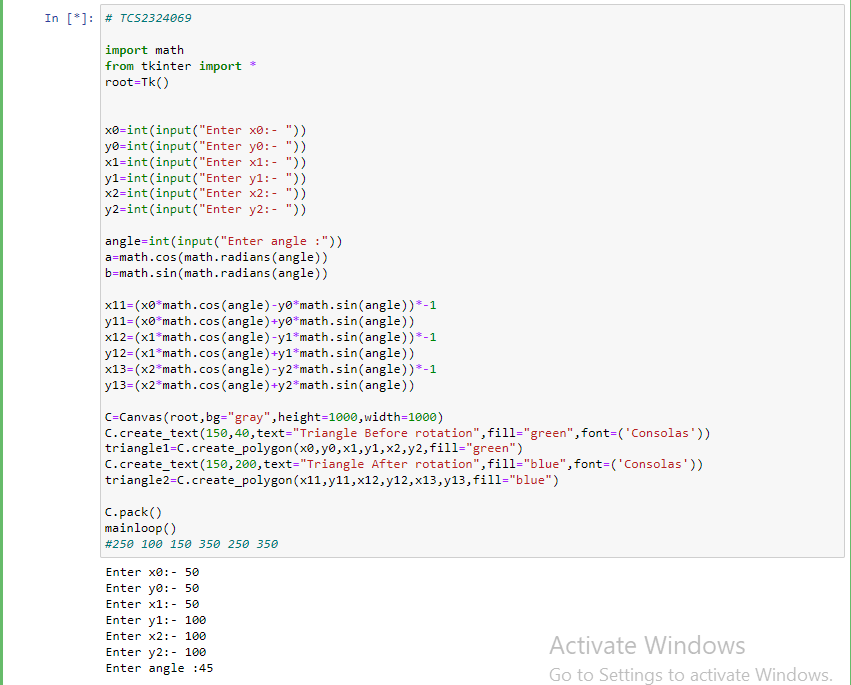 In [*]: # TCS2324069
import math
from tkinter import *
root=Tk()
x0=int(input("Enter x0:- "))
y0=int(input("Enter y0:- "))
x1=int(input("Enter x1:- "))
y1=int(input("Enter y1:- "))
x2=int(input("Enter x2:- "))
y2=int(input("Enter y2:- "))
angle=int(input("Enter angle :"))
a=math.cos(math.radians(angle))
b=math.sin(math.radians(angle))
x11=(x0*math.cos(angle)-y0*math.sin(angle))*-1
y11=(x0*math.cos(angle)+y0*math.sin(angle))
x12=(x1*math.cos(angle)-y1*math.sin(angle))*-1
y12=(x1*math.cos(angle)+y1*math.sin(angle))
x13=(x2*math.cos(angle)-y2*math.sin(angle))*-1
y13=(x2*math.cos(angle)+y2*math.sin(angle))
C=Canvas(root,bg="gray",height=1000,width=1000)
C.create_text(150,40,text="Triangle Before rotation",fill="green",font=('Consolas'))
triangle1=C.create_polygon(x0,y0,x1,y1,x2,y2,fill="green")
C.create_text(150,200,text="Triangle After rotation",fill="blue",font=('Consolas'))
triangle2=C.create_polygon(x11,y11,x12,y12,x13,y13,fill="blue")
C.pack()
mainloop()
#250 100 150 350 250 350
Enter x0:- 50
Enter y0:- 50
Enter x1:- 50
Enter y1:- 100
Enter x2:- 100
Enter y2:- 100
Enter angle :45
Activate Windows
Go to Settings to activate Windows.